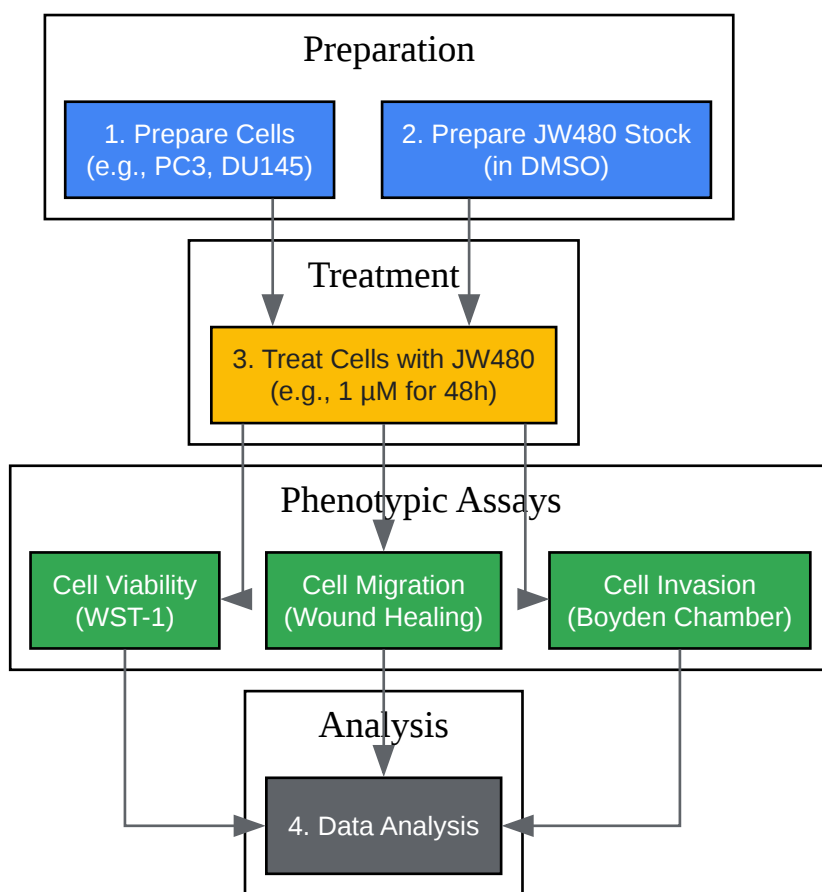 Preparation
1. Prepare Cells
(e.g., PC3, DU145)
2. Prepare JW480 Stock
(in DMSO)
Treatment
3. Treat Cells with JW480
(e.g., 1 µM for 48h)
Phenotypic Assays
Cell Viability
(WST-1)
Cell Migration
(Wound Healing)
Cell Invasion
(Boyden Chamber)
Analysis
4. Data Analysis